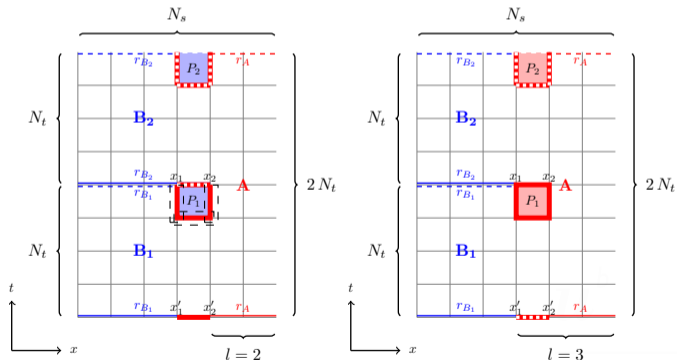 N_s
r_{B_2}
P_2
r_A
N_t
B_2
2 N_t
r_{B_2}
x_1
x_2
r_{B_1}
P_1
A
N_t
B_1
t
r_{B_1}
x'_1
x'_2
r_A
x
l = 2
N_s
r_{B_2}
P_2
r_A
N_t
B_2
2 N_t
r_{B_2}
x_1
x_2
r_{B_1}
P_1
A
N_t
B_1
t
r_{B_1}
x'_1
x'_2
r_A
x
l = 3